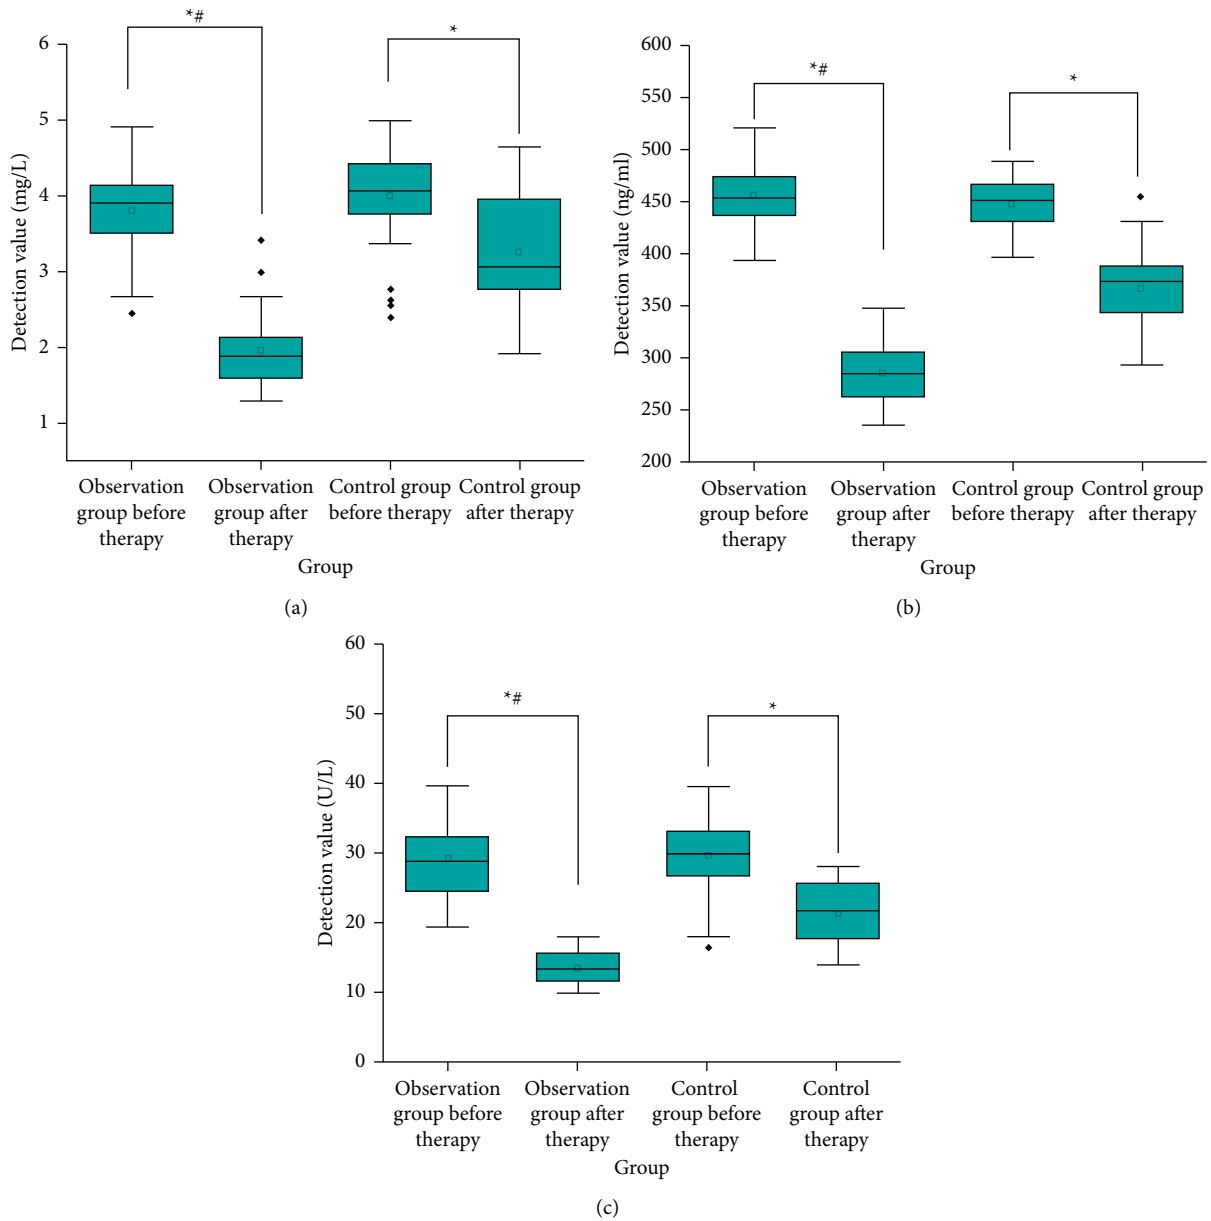 *#
*
6
5
4
3
2
1
Detection value (mg/L)
Observation
group before
therapy
Observation
group after
therapy
Control group
before therapy
Control group
after therapy
Group
(a)
*#
*
600
550
500
450
400
350
300
250
200
Detection value (ng/ml)
Observation
group before
therapy
Observation
group after
therapy
Control group
before therapy
Control group
after therapy
Group
(b)
*#
*
60
50
40
30
20
10
0
Detection value (U/L)
Observation
group before
therapy
Observation
group after
therapy
Control
group before
therapy
Control
group after
therapy
Group
(c)